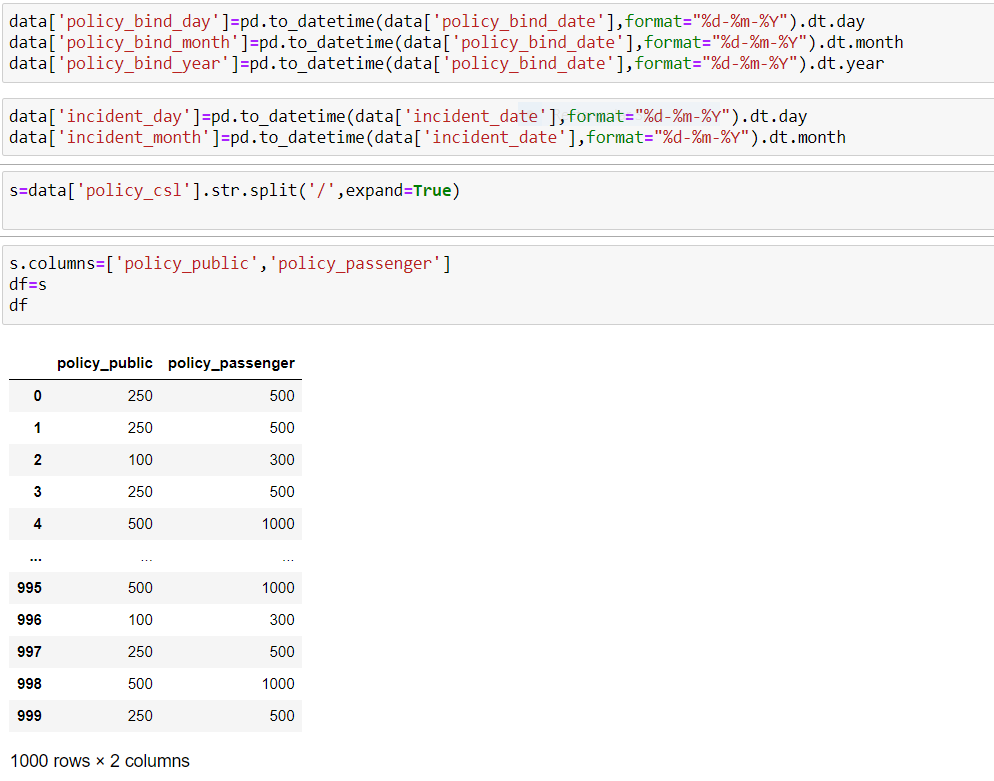 data['policy_bind_day']=pd.to_datetime(data['policy_bind_date'],format="%d-%m-%Y").dt.day
data['policy_bind_month']=pd.to_datetime(data['policy_bind_date'],format="%d-%m-%Y").dt.month
data['policy_bind_year']=pd.to_datetime(data['policy_bind_date'],format="%d-%m-%Y").dt.year
data['incident_day']=pd.to_datetime(data['incident_date'],format="%d-%m-%Y").dt.day
data['incident_month']=pd.to_datetime(data['incident_date'],format="%d-%m-%Y").dt.month
s=data['policy_csl'].str.split('/',expand=True)
s.columns=['policy_public','policy_passenger']
df=s
df
policy_public policy_passenger
0 250 500
1 250 500
2 100 300
3 250 500
4 500 1000
... ... ...
995 500 1000
996 100 300
997 250 500
998 500 1000
999 250 500
1000 rows × 2 columns